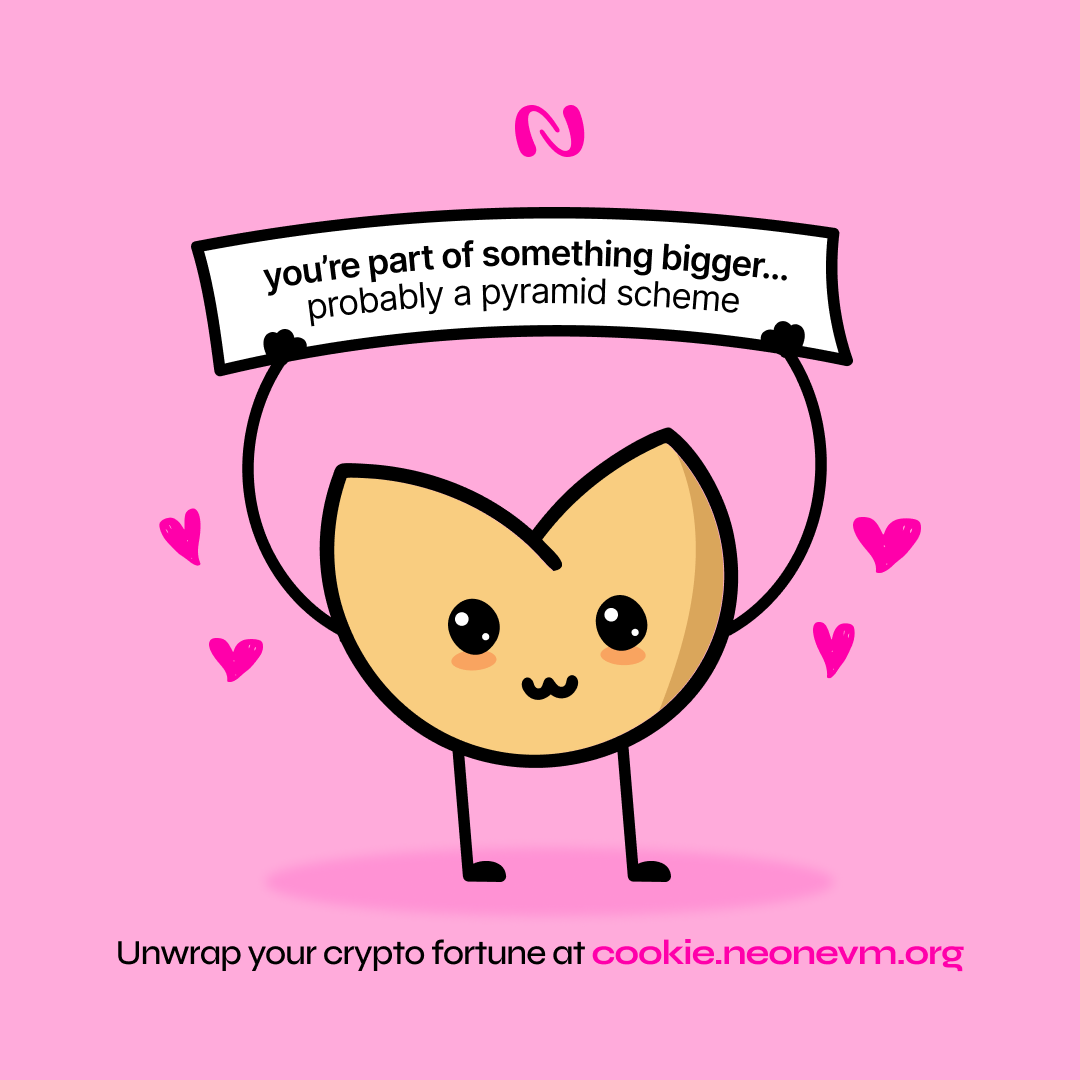 you're part of something bigger...
probably a pyramid scheme
Unwrap your crypto fortune at cookie.neonevm.org